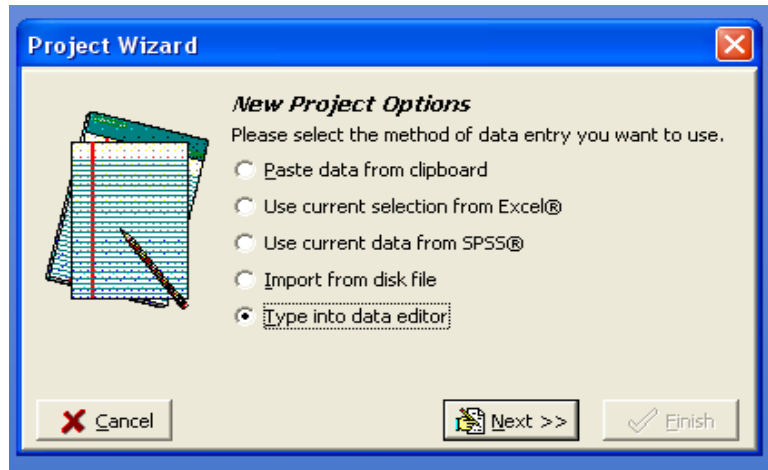 Project Wizard
New Project Options
Please select the method of data entry you want to use.
Paste data from clipboard
Use current selection from Excel®
Use current data from SPSS®
Import from disk file
Type into data editor
Cancel
Next >>
Finish